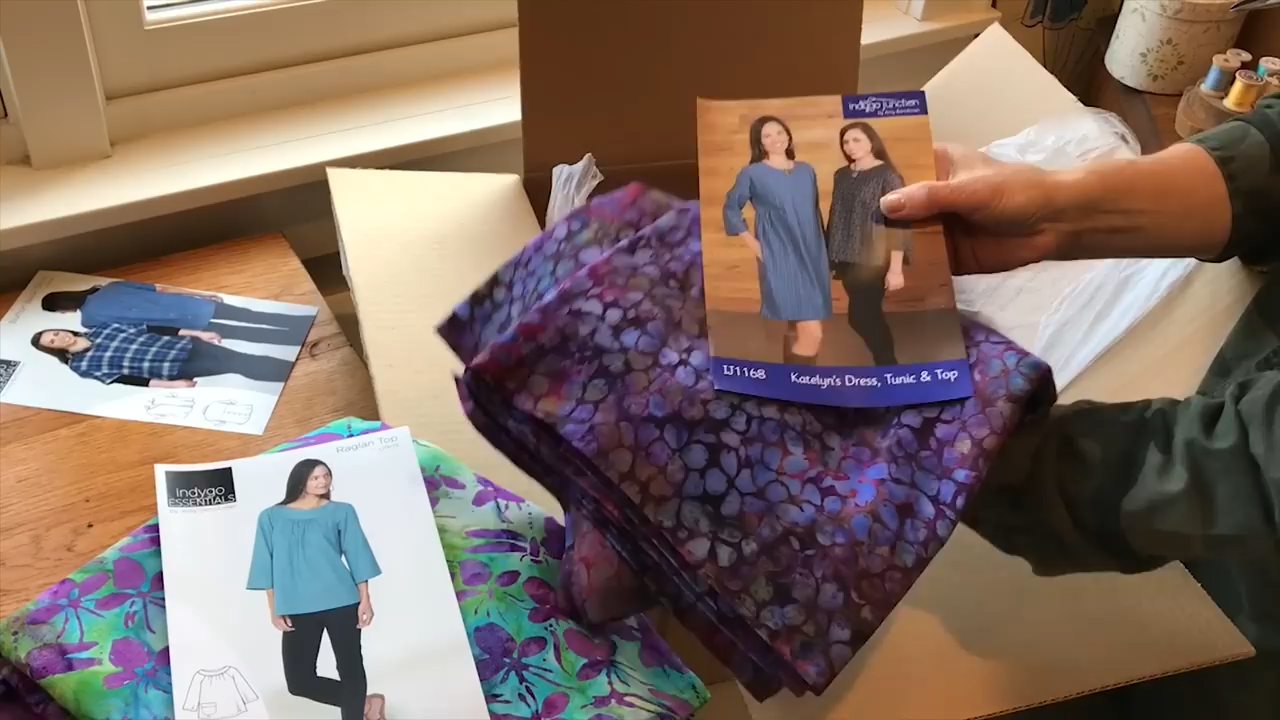 indygo junction
by Amy Barickman
IJ1168 Katelyn's Dress, Tunic & Top
Raglan Top
indygo
ESSENTIALS